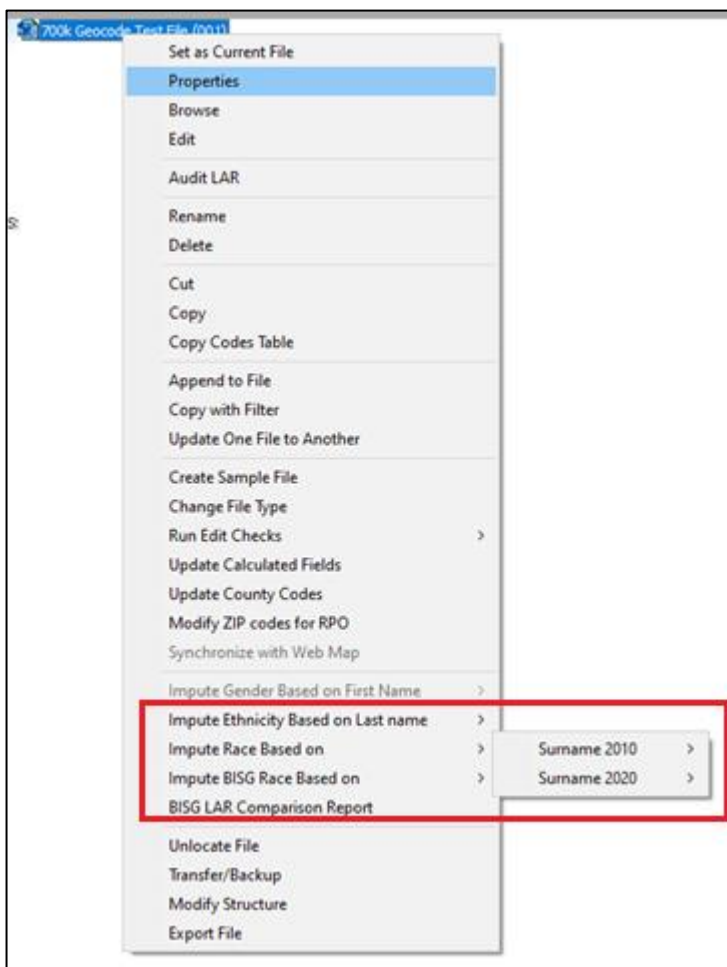 700k Geocode Test File (001)
Set as Current File
Properties
Browse
Edit
Audit LAR
Rename
Delete
Cut
Copy
Copy Codes Table
Append to File
Copy with Filter
Update One File to Another
Create Sample File
Change File Type
Run Edit Checks
Update Calculated Fields
Update County Codes
Modify ZIP codes for RPO
Synchronize with Web Map
Impute Gender Based on First Name
Impute Ethnicity Based on Last name
Impute Race Based on
Surname 2010
Impute BISG Race Based on
Surname 2020
BISG LAR Comparison Report
Unlocate File
Transfer/Backup
Modify Structure
Export File